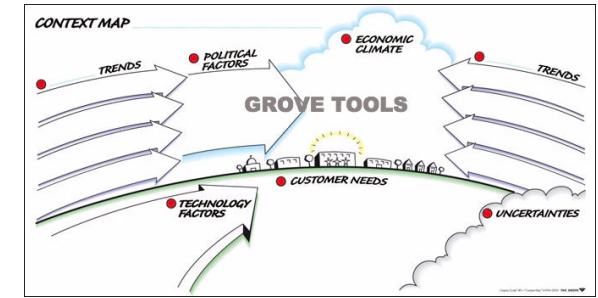 CONTEXT MAP
ECONOMIC
CLIMATE
POLITICAL
FACTORS
TRENDS
TRENDS
GROVE TOOLS
CUSTOMER NEEDS
TECHNOLOGY
FACTORS
UNCERTAINTIES